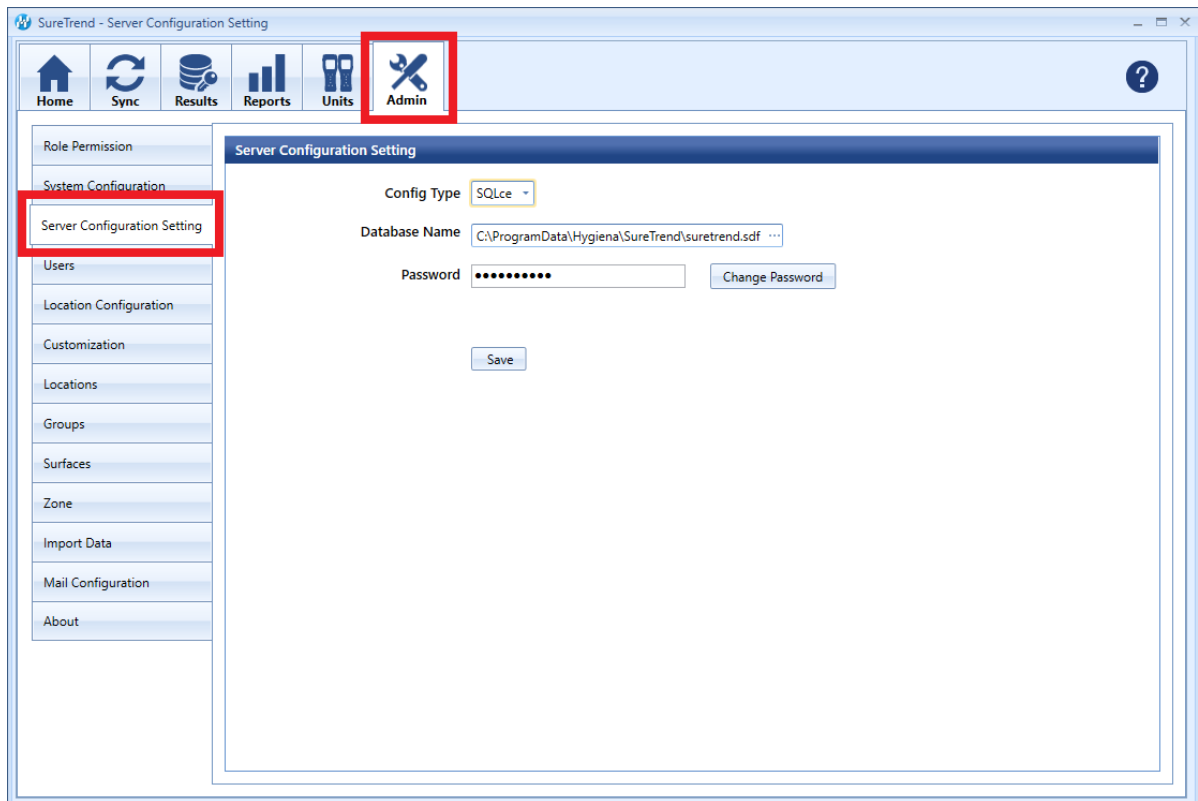 SureTrend - Server Configuration Setting
Home Sync Results Reports Units Admin
?
Role Permission
System Configuration
Server Configuration Setting
Users
Location Configuration
Customization
Locations
Groups
Surfaces
Zone
Import Data
Mail Configuration
About
Server Configuration Setting
Config Type SQLce
Database Name C:\ProgramData\Hygiena\SureTrend\suretrend.sdf ...
Password ●●●●●●●●●● Change Password
Save